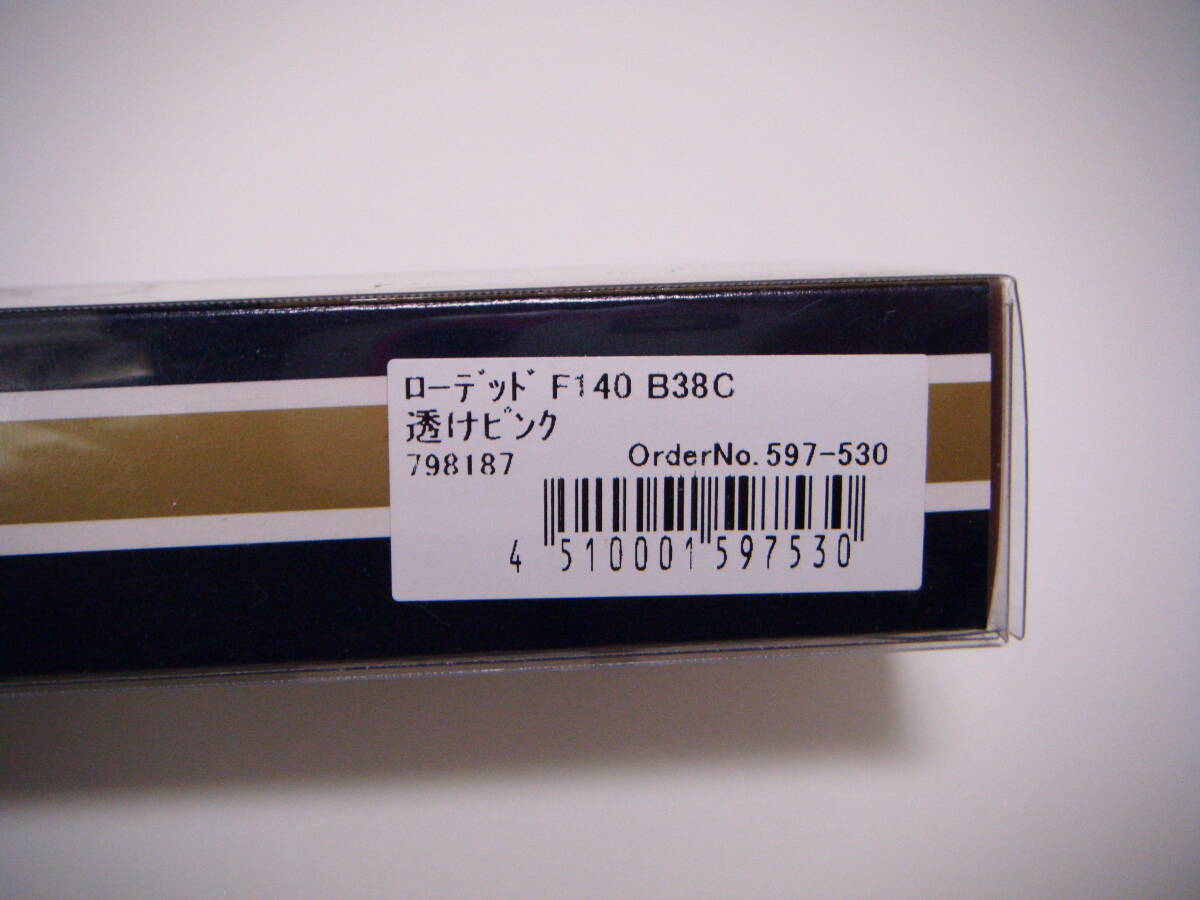 ﾛｰﾃﾞｯﾄﾞ F140 B38C
透けﾋﾟﾝｸ
798187 OrderNo. 597-530
4 510001 597530